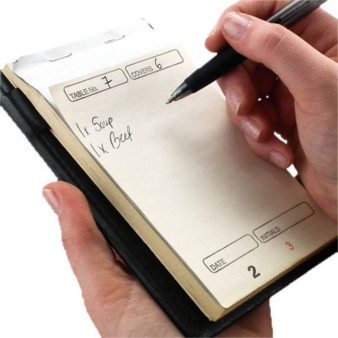 TABLE No. 7 COVERS 6
1x Soup
1x Beef
DATE INITIALS
2 3